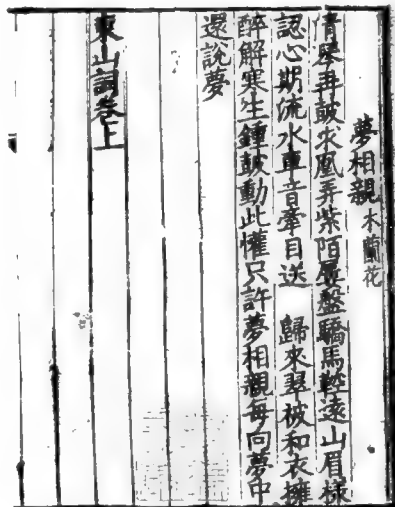 夢相親 木蘭花
清琴再鼓求凰弄紫陌屢盤驕馬鞚遠山眉樣
認心期流水車音牽目送 歸來翠被和衣擁
醉解寒生鍾鼓動此懽只許夢相親每向夢中
還說夢
東山詞卷上